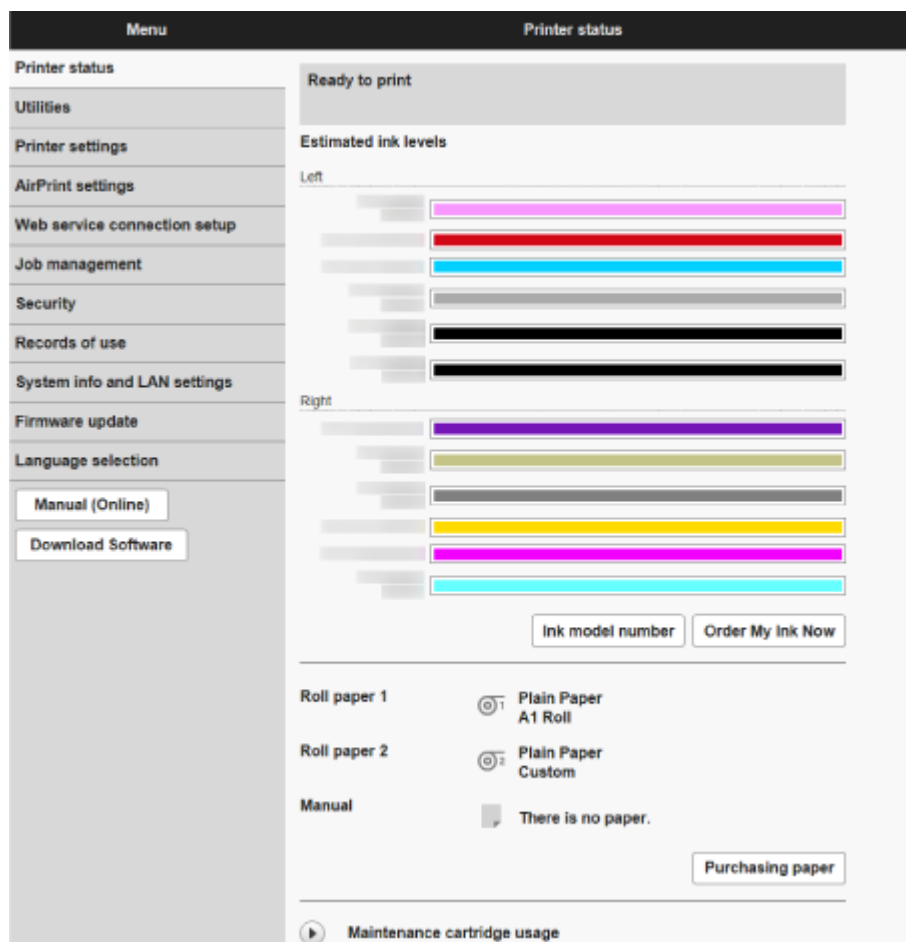 Menu
Printer status
Printer status
Utilities
Printer settings
AirPrint settings
Web service connection setup
Job management
Security
Records of use
System info and LAN settings
Firmware update
Language selection
Manual (Online)
Download Software
Ready to print
Estimated ink levels
Left
Right
Ink model number
Order My Ink Now
Roll paper 1
1
Plain Paper
A1 Roll
Roll paper 2
2
Plain Paper
Custom
Manual
There is no paper.
Purchasing paper
Maintenance cartridge usage